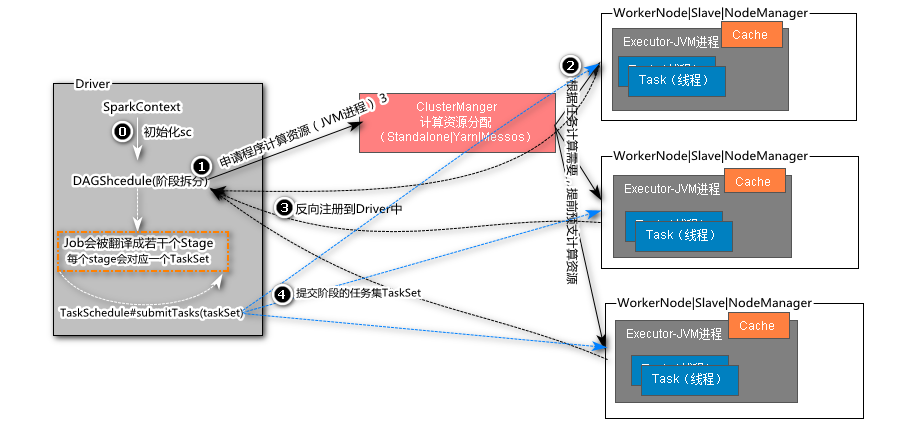 Driver
SparkContext
0
初始化sc
DAGShcedule(阶段拆分)
Job会被翻译成若干个Stage
每个stage会对应一个TaskSet
TaskSchedule#submitTasks(taskSet)
1
申请程序计算资源（JVM进程）3
ClusterManger
计算资源分配
（Standalone|Yarn|Messos）
2
根据任务计算需要,,,提前预支计算资源
3
反向注册到Driver中
4
提交阶段的任务集TaskSet
WorkerNode|Slave|NodeManager
Cache
Executor-JVM进程
Task（线程）
WorkerNode|Slave|NodeManager
Cache
Executor-JVM进程
Task（线程）
WorkerNode|Slave|NodeManager
Cache
Executor-JVM进程
Task（线程）